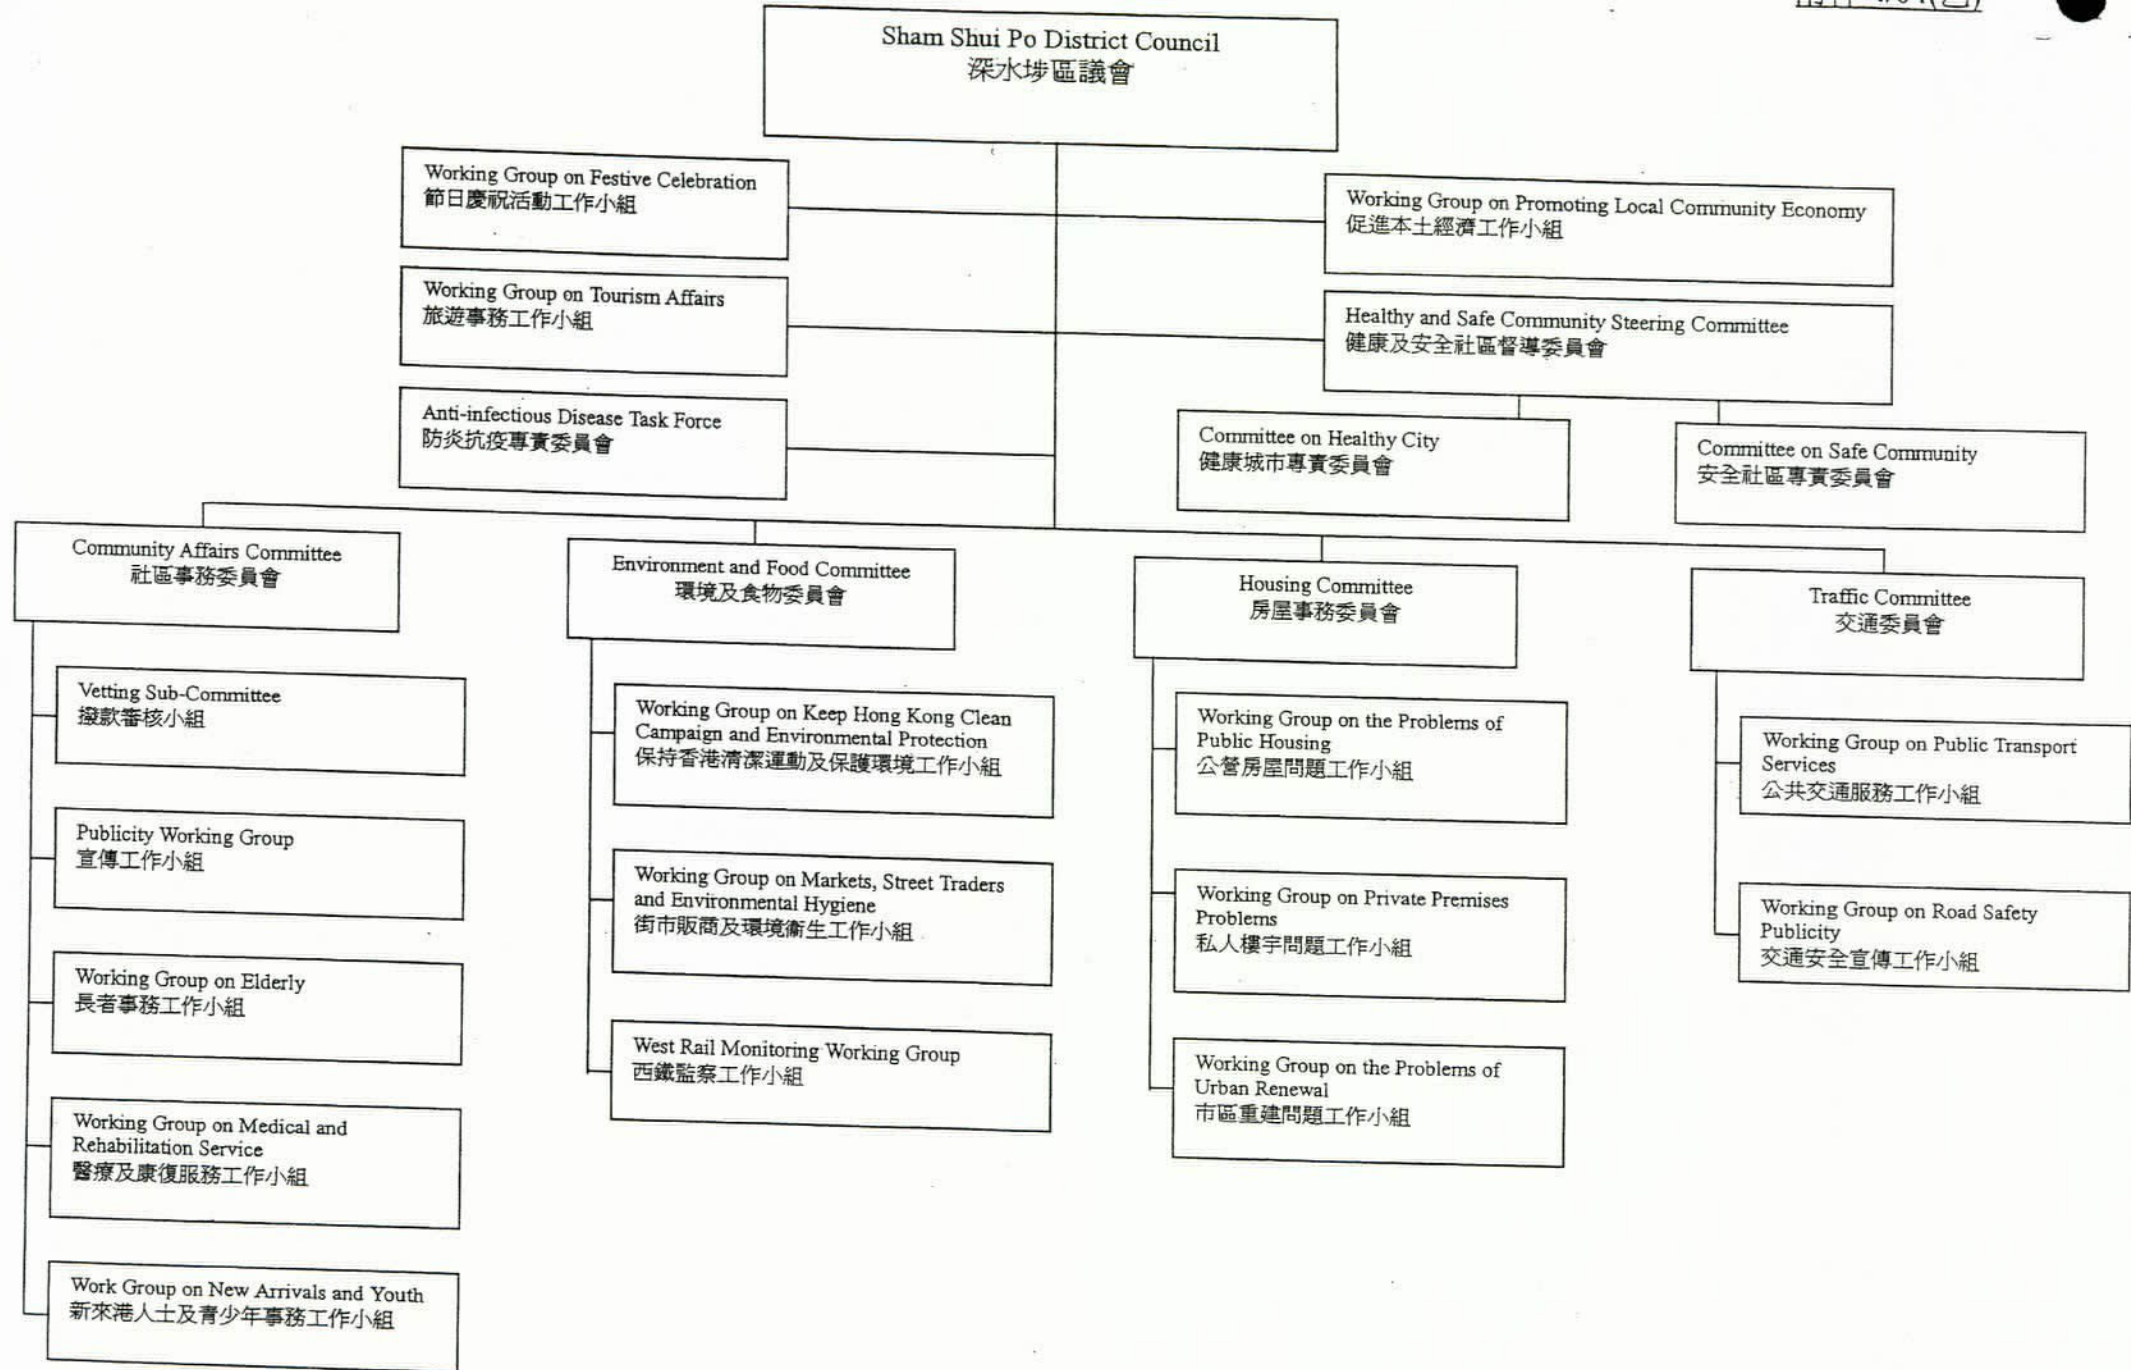 Sham Shui Po District Council
深水埗區議會
Working Group on Festive Celebration
節日慶祝活動工作小組
Working Group on Promoting Local Community Economy
促進本土經濟工作小組
Working Group on Tourism Affairs
旅遊事務工作小組
Healthy and Safe Community Steering Committee
健康及安全社區督導委員會
Anti-infectious Disease Task Force
防炎抗疫專責委員會
Committee on Healthy City
健康城市專責委員會
Committee on Safe Community
安全社區專責委員會
Community Affairs Committee
社區事務委員會
Environment and Food Committee
環境及食物委員會
Housing Committee
房屋事務委員會
Traffic Committee
交通委員會
Vetting Sub-Committee
撥款審核小組
Publicity Working Group
宣傳工作小組
Working Group on Elderly
長者事務工作小組
Working Group on Medical and
Rehabilitation Service
醫療及康復服務工作小組
Work Group on New Arrivals and Youth
新來港人士及青少年事務工作小組
Working Group on Keep Hong Kong Clean
Campaign and Environmental Protection
保持香港清潔運動及保護環境工作小組
Working Group on Markets, Street Traders
and Environmental Hygiene
街市販商及環境衞生工作小組
West Rail Monitoring Working Group
西鐵監察工作小組
Working Group on the Problems of
Public Housing
公營房屋問題工作小組
Working Group on Private Premises
Problems
私人樓宇問題工作小組
Working Group on the Problems of
Urban Renewal
市區重建問題工作小組
Working Group on Public Transport
Services
公共交通服務工作小組
Working Group on Road Safety
Publicity
交通安全宣傳工作小組